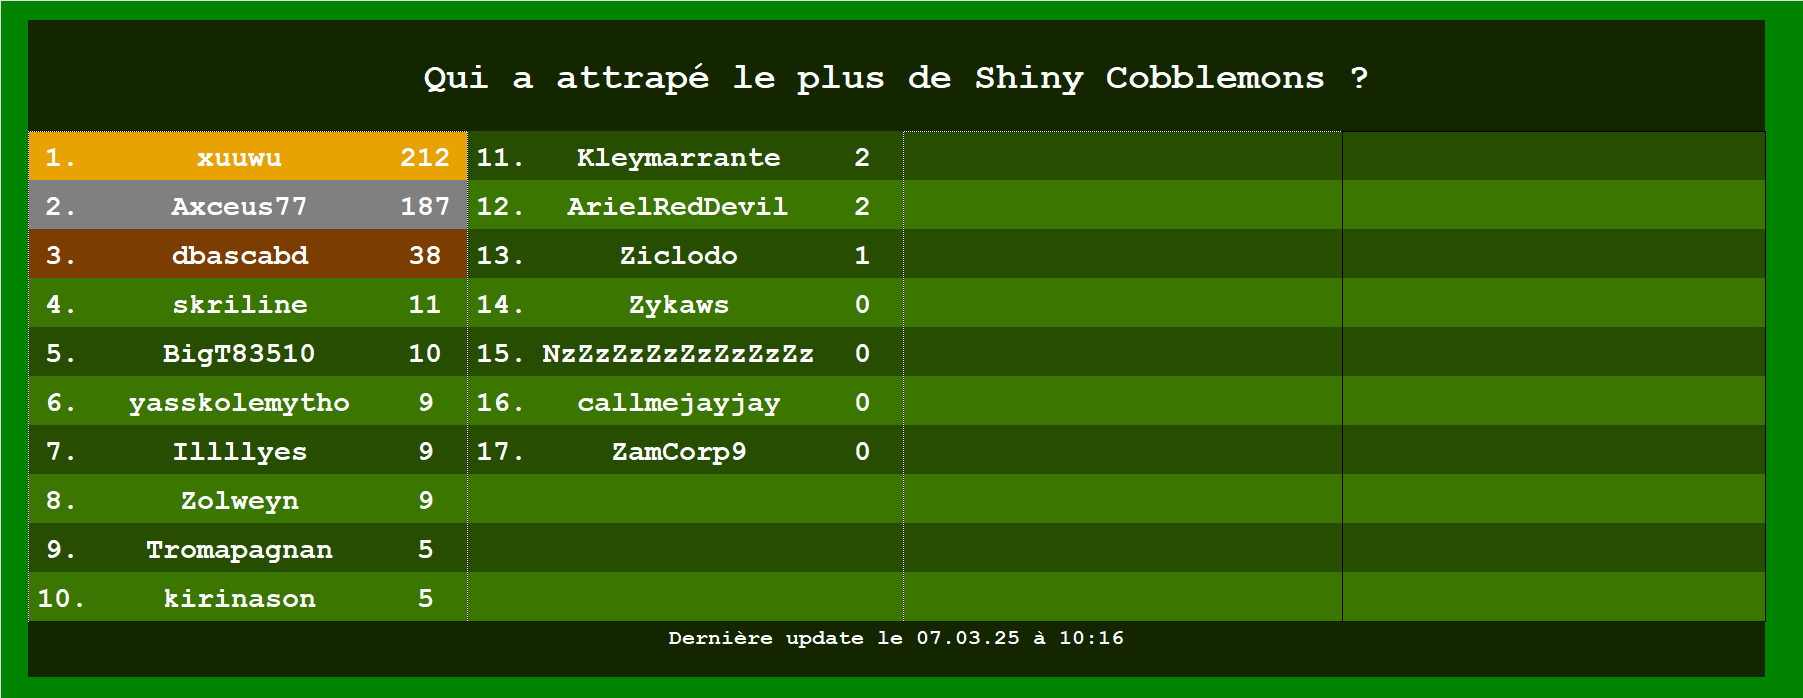 Qui a attrapé le plus de Shiny Cobblemons ?
1. xuuwu 212
2. Axceus77 187
3. dbascabd 38
4. skriline 11
5. BigT83510 10
6. yasskolemytho 9
7. Illllyes 9
8. Zolweyn 9
9. Tromapagnan 5
10. kirinason 5
11. Kleymarrante 2
12. ArielRedDevil 2
13. Ziclodo 1
14. Zykaws 0
15. NzZzZzZzZzZzZzZz 0
16. callmejayjay 0
17. ZamCorp9 0
Dernière update le 07.03.25 à 10:16